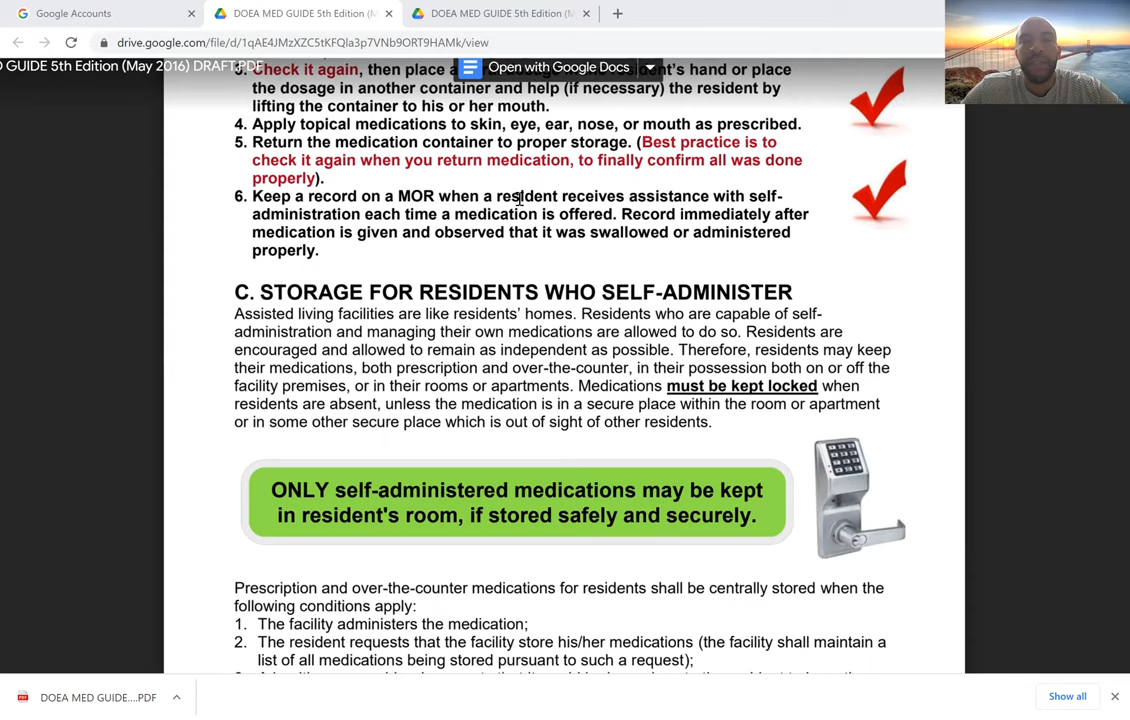 Google Accounts
DOEA MED GUIDE 5th Edition (M
DOEA MED GUIDE 5th Edition (M
drive.google.com/file/d/1qAE4JMzXZC5tKFQIa3p7VNb9ORT9HAMk/view
GUIDE 5th Edition (May 2016) DRAFT.PDF
Open with Google Docs
3. Check it again, then place a resident's hand or place
the dosage in another container and help (if necessary) the resident by
lifting the container to his or her mouth.
4. Apply topical medications to skin, eye, ear, nose, or mouth as prescribed.
5. Return the medication container to proper storage. (Best practice is to
check it again when you return medication, to finally confirm all was done
properly).
6. Keep a record on a MOR when a resident receives assistance with self-
administration each time a medication is offered. Record immediately after
medication is given and observed that it was swallowed or administered
properly.
C. STORAGE FOR RESIDENTS WHO SELF-ADMINISTER
Assisted living facilities are like residents' homes. Residents who are capable of self-
administration and managing their own medications are allowed to do so. Residents are
encouraged and allowed to remain as independent as possible. Therefore, residents may keep
their medications, both prescription and over-the-counter, in their possession both on or off the
facility premises, or in their rooms or apartments. Medications must be kept locked when
residents are absent, unless the medication is in a secure place within the room or apartment
or in some other secure place which is out of sight of other residents.
ONLY self-administered medications may be kept
in resident's room, if stored safely and securely.
Prescription and over-the-counter medications for residents shall be centrally stored when the
following conditions apply:
1. The facility administers the medication;
2. The resident requests that the facility store his/her medications (the facility shall maintain a
list of all medications being stored pursuant to such a request);
DOEA MED GUIDE....PDF
Show all